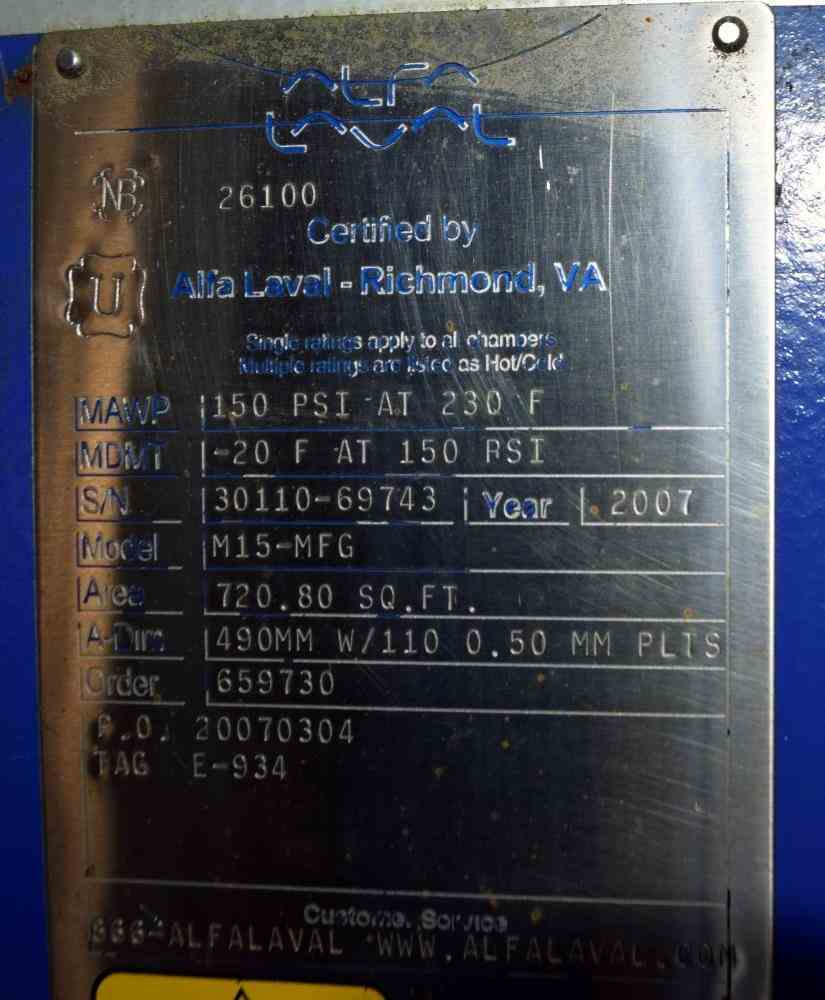 ALFA
LAVAL
NB 26100
Certified by
U Alfa Laval - Richmond, VA
Single ratings apply to all chambers
Multiple ratings are listed as Hot/Cold
MAWP 150 PSI AT 230 F
MDMT -20 F AT 150 PSI
S/N 30110-69743 Year 2007
Model M15-MFG
Area 720.80 SQ.FT.
A-Dim 490MM W/110 0.50 MM PLTS
Order 659730
P.O. 20070304
TAG E-934
Customer Service
866-ALFALAVAL WWW.ALFALAVAL.COM